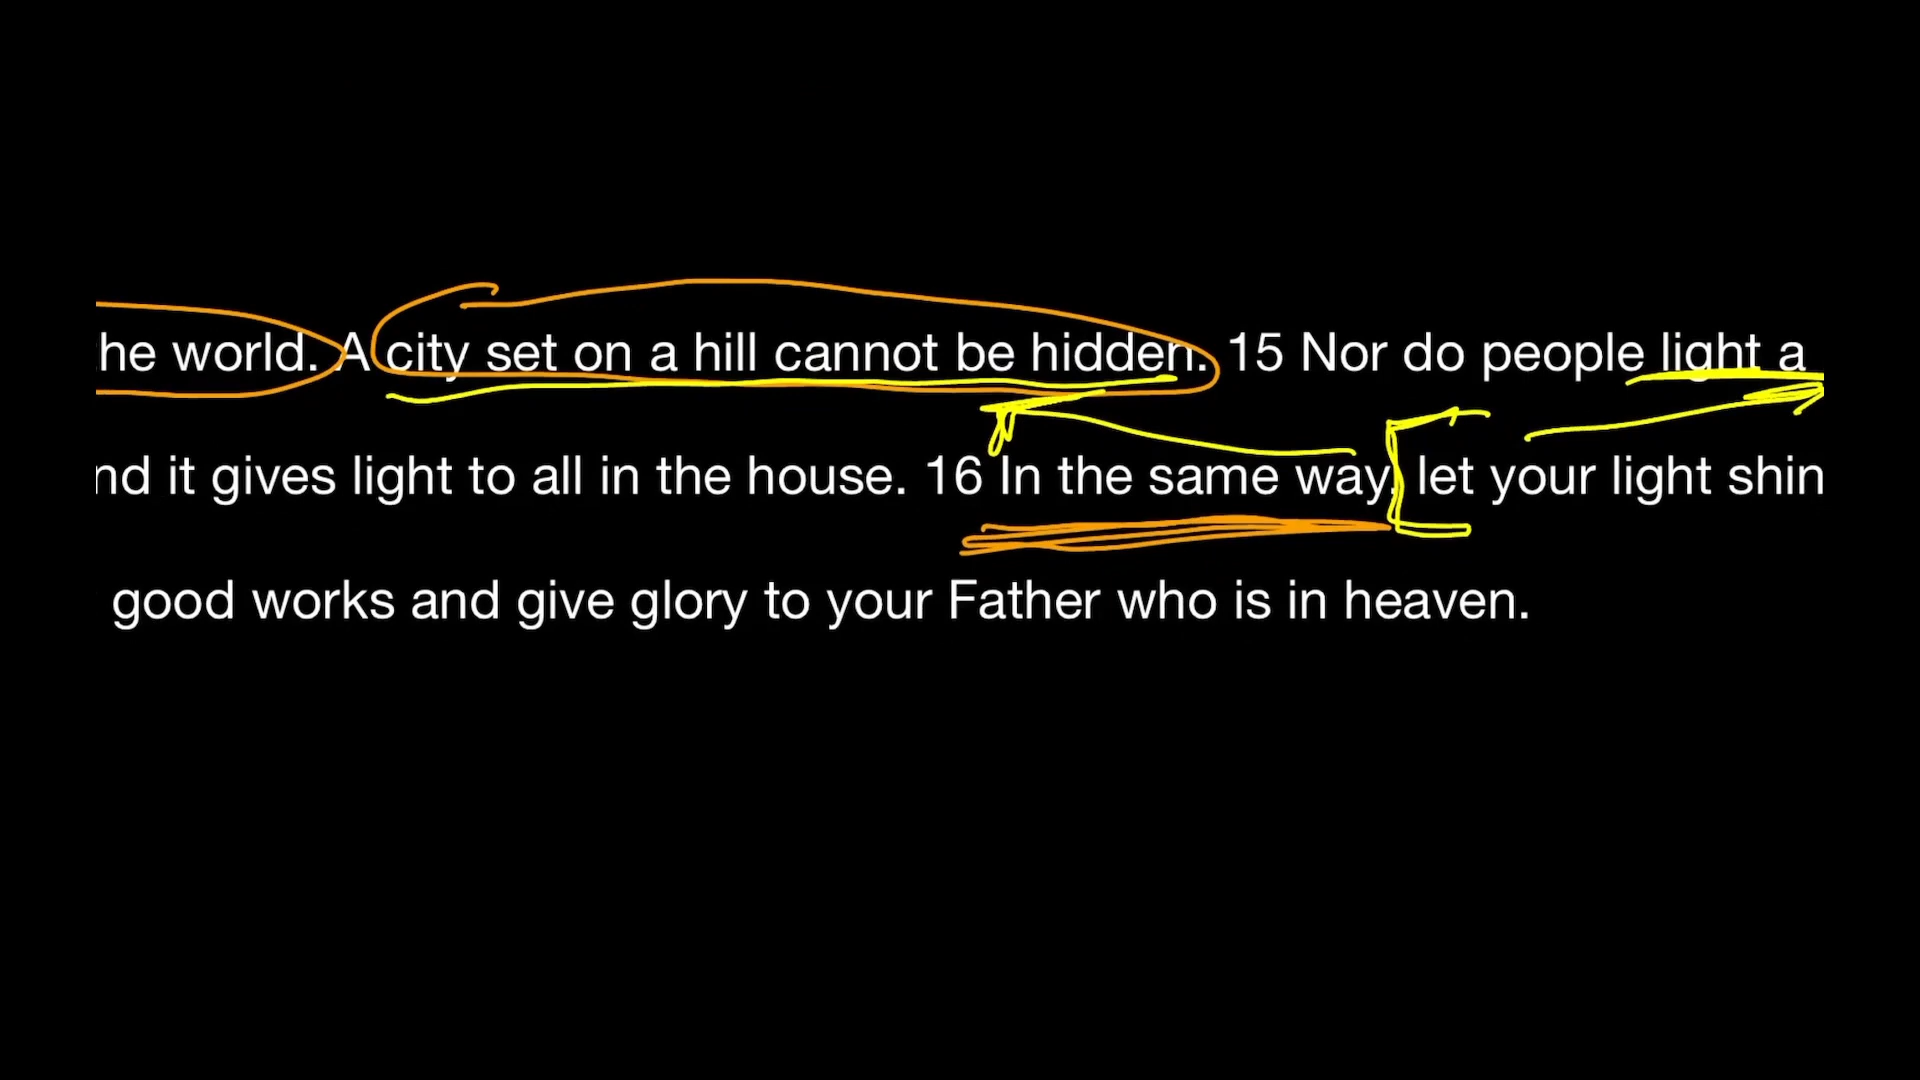 he world. A city set on a hill cannot be hidden. 15 Nor do people light a
nd it gives light to all in the house. 16 In the same way, let your light shin
good works and give glory to your Father who is in heaven.